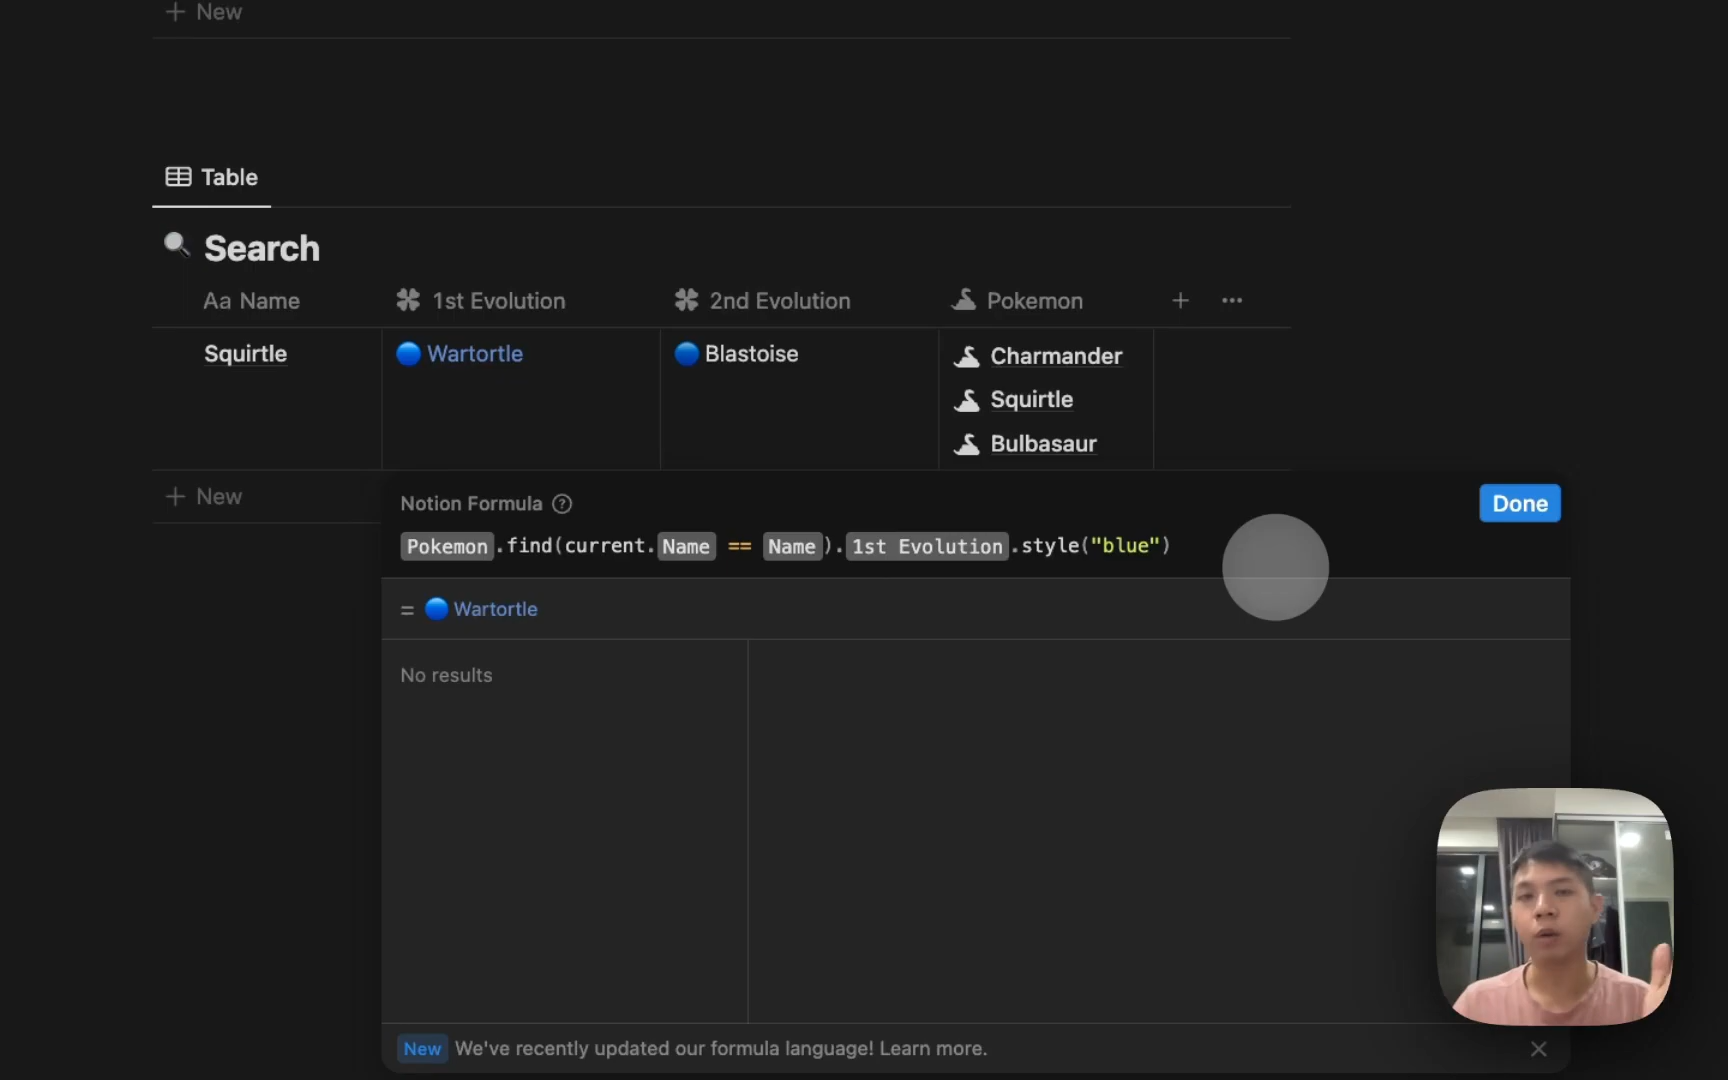 + New
Table
Search
Aa Name 1st Evolution 2nd Evolution Pokemon + •••
Squirtle Wartortle Blastoise Charmander
Squirtle
Bulbasaur
+ New
Notion Formula ? Done
Pokemon.find(current.Name == Name).1st Evolution.style("blue")
= Wartortle
No results
New We've recently updated our formula language! Learn more.